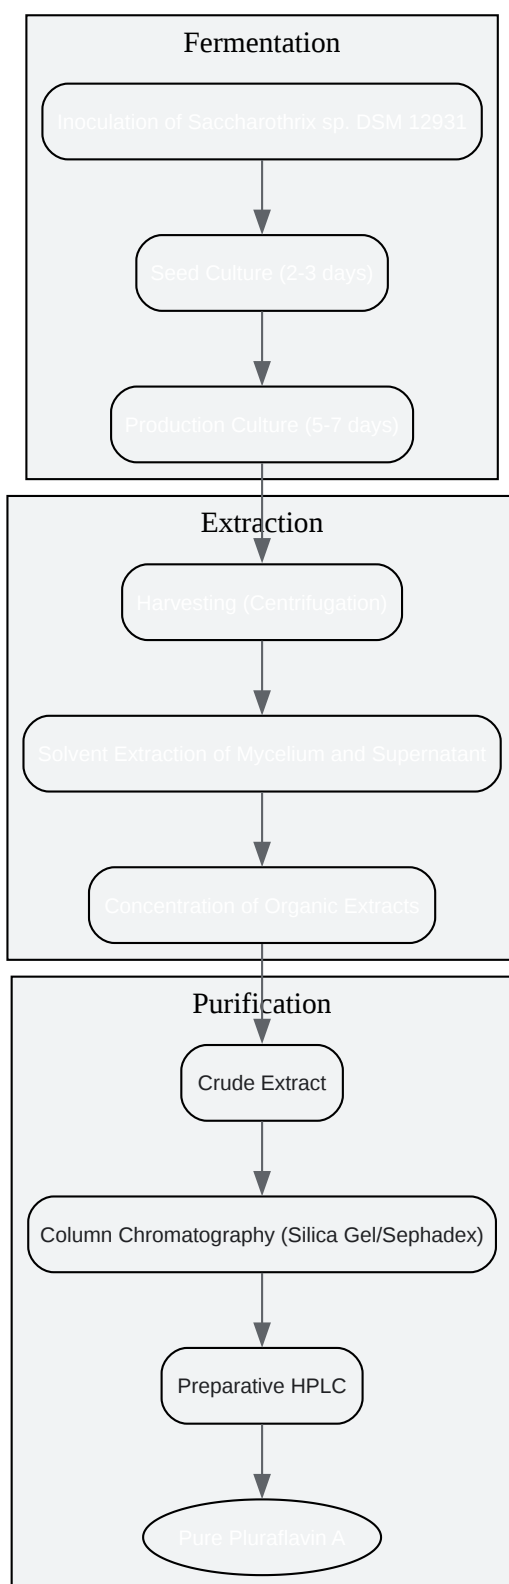 Fermentation
Inoculation of Saccharothrix sp. DSM 12931
Seed Culture (2-3 days)
Production Culture (5-7 days)
Extraction
Harvesting (Centrifugation)
Solvent Extraction of Mycelium and Supernatant
Concentration of Organic Extracts
Purification
Crude Extract
Column Chromatography (Silica Gel/Sephadex)
Preparative HPLC
Pure Pluraflavin A